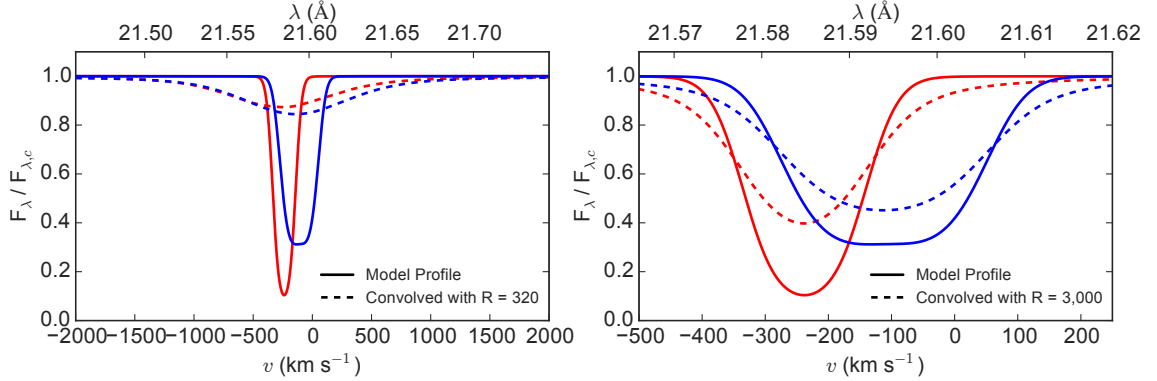 λ (Å)
21.50 21.55 21.60 21.65 21.70
F_λ / F_λ,c
1.0
0.8
0.6
0.4
0.2
0.0
Model Profile
Convolved with R = 320
−2000 −1500 −1000 −500 0 500 1000 1500 2000
v (km s⁻¹)
λ (Å)
21.57 21.58 21.59 21.60 21.61 21.62
F_λ / F_λ,c
1.0
0.8
0.6
0.4
0.2
0.0
Model Profile
Convolved with R = 3,000
−500 −400 −300 −200 −100 0 100 200
v (km s⁻¹)